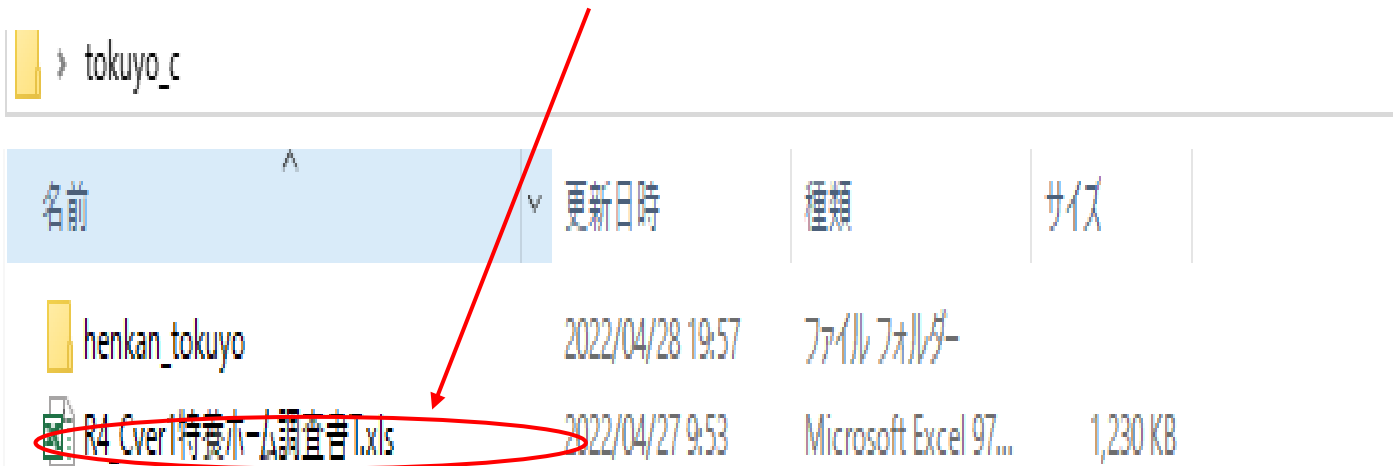 › tokuyo_c
名前 更新日時 種類 サイズ
henkan_tokuyo 2022/04/28 19:57 ファイル フォルダー
R4_Cver1特養ホーム調査書1.xls 2022/04/27 9:53 Microsoft Excel 97... 1,230 KB